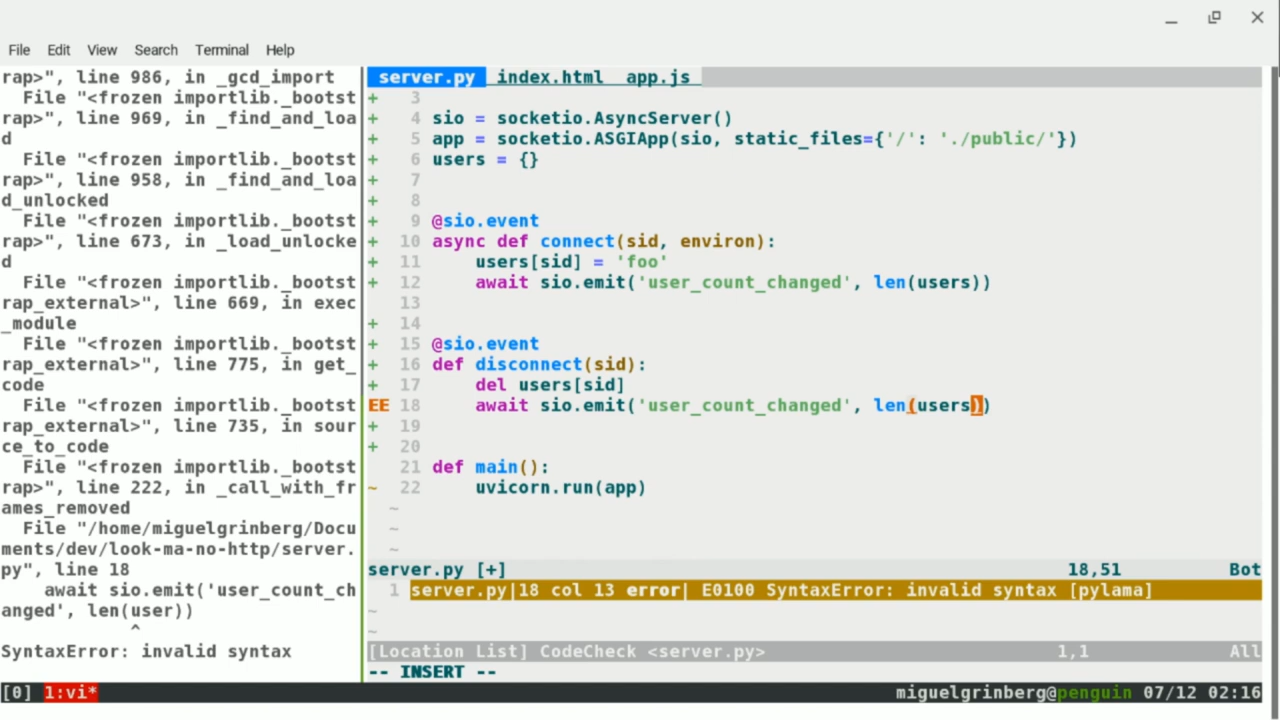 File Edit View Search Terminal Help
rap>", line 986, in _gcd_import
  File "<frozen importlib._bootst
rap>", line 969, in _find_and_loa
d
  File "<frozen importlib._bootst
rap>", line 958, in _find_and_loa
d_unlocked
  File "<frozen importlib._bootst
rap>", line 673, in _load_unlocke
d
  File "<frozen importlib._bootst
rap_external>", line 669, in exec
_module
  File "<frozen importlib._bootst
rap_external>", line 775, in get_
code
  File "<frozen importlib._bootst
rap_external>", line 735, in sour
ce_to_code
  File "<frozen importlib._bootst
rap>", line 222, in _call_with_fr
ames_removed
  File "/home/miguelgrinberg/Docu
ments/dev/look-ma-no-http/server.
py", line 18
    await sio.emit('user_count_ch
anged', len(user))
            ^
SyntaxError: invalid syntax
server.py index.html app.js
+ 3
+ 4 sio = socketio.AsyncServer()
+ 5 app = socketio.ASGIApp(sio, static_files={'/': './public/'})
+ 6 users = {}
+ 7
+ 8
+ 9 @sio.event
+ 10 async def connect(sid, environ):
+ 11     users[sid] = 'foo'
+ 12     await sio.emit('user_count_changed', len(users))
13
+ 14
+ 15 @sio.event
+ 16 def disconnect(sid):
+ 17     del users[sid]
EE 18     await sio.emit('user_count_changed', len(users))
+ 19
+ 20
21 def main():
~ 22     uvicorn.run(app)
~
~
~
server.py [+] 18,51 Bot
1 server.py|18 col 13 error| E0100 SyntaxError: invalid syntax [pylama]
~
~
[Location List] CodeCheck <server.py> 1,1 All
-- INSERT --
[0] 1:vi* miguelgrinberg@penguin 07/12 02:16